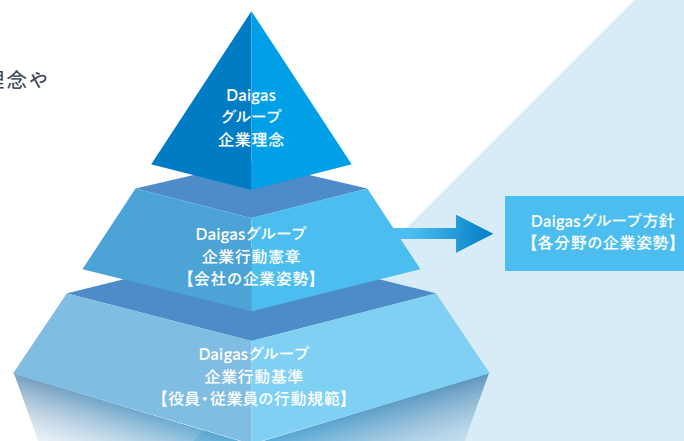 理念や
Daigas
グループ
企業理念
Daigasグループ
企業行動憲章
【会社の企業姿勢】
Daigasグループ方針
【各分野の企業姿勢】
Daigasグループ
企業行動基準
【役員・従業員の行動規範】